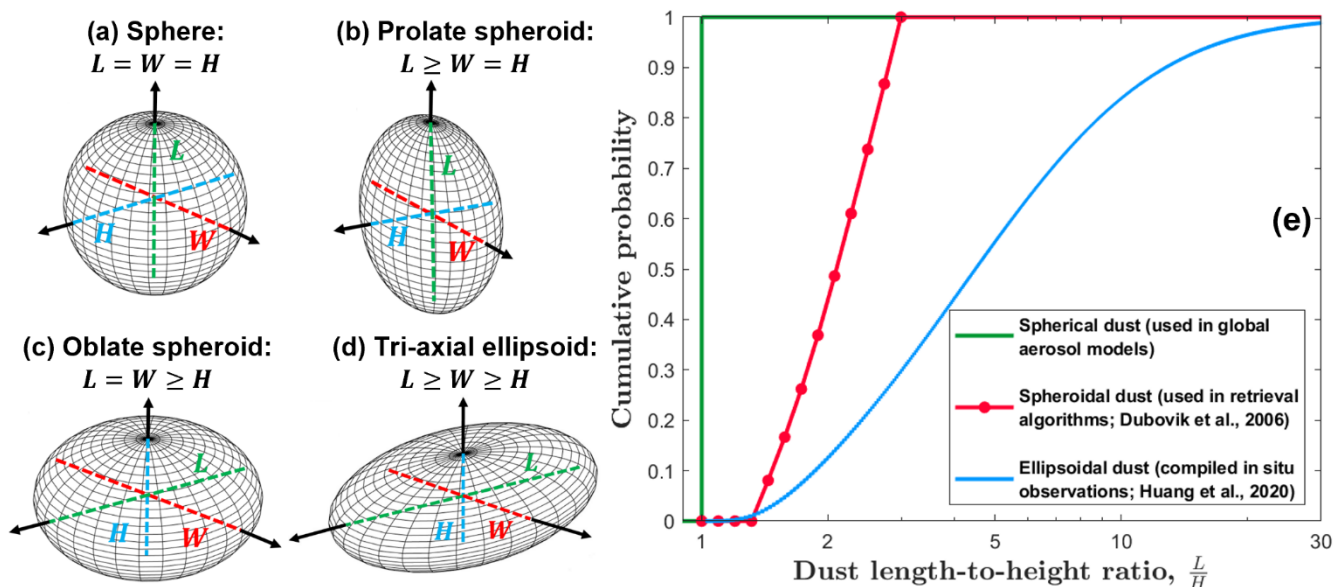 (a) Sphere:
L = W = H
L
H
W
(b) Prolate spheroid:
L ≥ W = H
L
H
W
(c) Oblate spheroid:
L = W ≥ H
L
H
W
(d) Tri-axial ellipsoid:
L ≥ W ≥ H
L
H
W
Cumulative probability
1
0.9
0.8
0.7
0.6
0.5
0.4
0.3
0.2
0.1
0
(e)
Spherical dust (used in global
aerosol models)
Spheroidal dust (used in retrieval
algorithms; Dubovik et al., 2006)
Ellipsoidal dust (compiled in situ
observations; Huang et al., 2020)
1 2 5 10 30
Dust length-to-height ratio, L/H